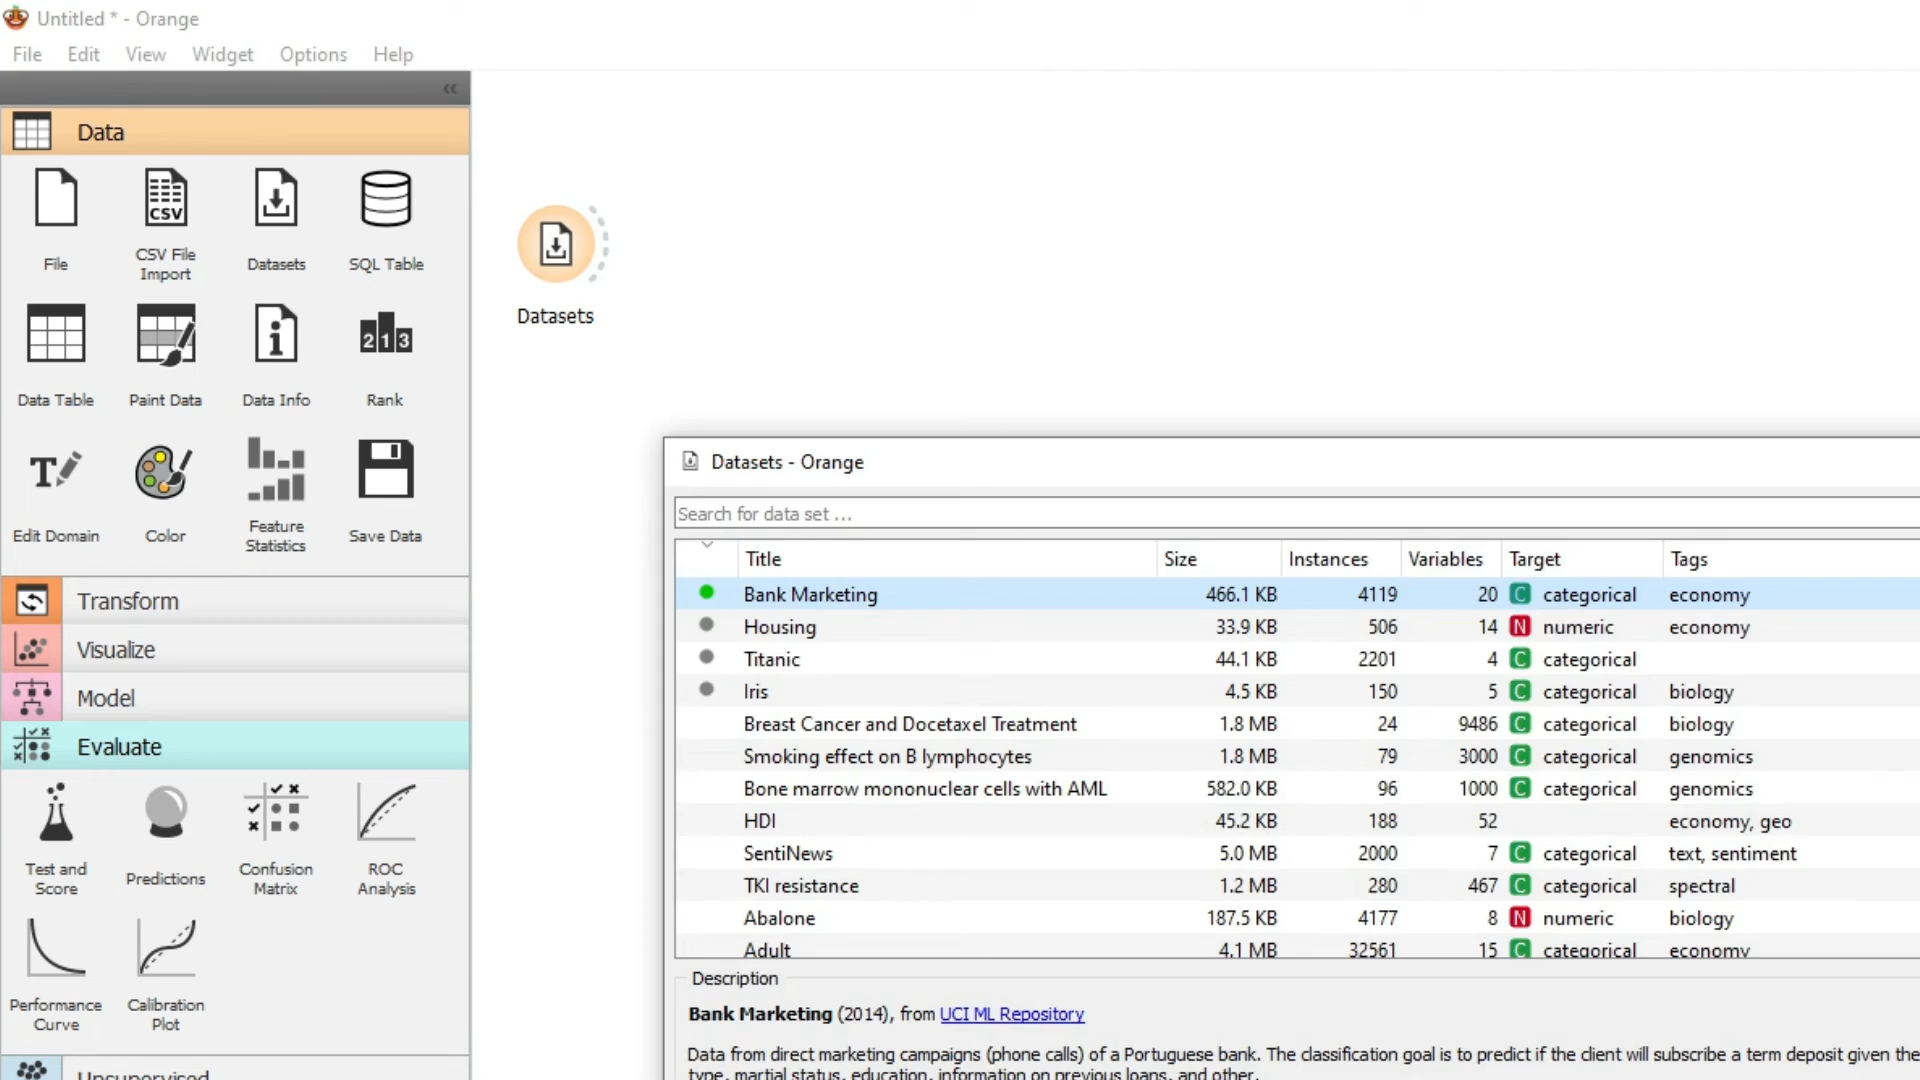 Untitled * - Orange
File Edit View Widget Options Help
«
Data
CSV
File
CSV File
Import
Datasets
SQL Table
2 1 3
Data Table
Paint Data
Data Info
Rank
T
Edit Domain
Color
Feature
Statistics
Save Data
Transform
Visualize
Model
Evaluate
Test and
Score
Predictions
Confusion
Matrix
ROC
Analysis
Performance
Curve
Calibration
Plot
Unsupervised
Datasets
Datasets - Orange
Search for data set ...
Title Size Instances Variables Target Tags
Bank Marketing 466.1 KB 4119 20 C categorical economy
Housing 33.9 KB 506 14 N numeric economy
Titanic 44.1 KB 2201 4 C categorical
Iris 4.5 KB 150 5 C categorical biology
Breast Cancer and Docetaxel Treatment 1.8 MB 24 9486 C categorical biology
Smoking effect on B lymphocytes 1.8 MB 79 3000 C categorical genomics
Bone marrow mononuclear cells with AML 582.0 KB 96 1000 C categorical genomics
HDI 45.2 KB 188 52 economy, geo
SentiNews 5.0 MB 2000 7 C categorical text, sentiment
TKI resistance 1.2 MB 280 467 C categorical spectral
Abalone 187.5 KB 4177 8 N numeric biology
Adult 4.1 MB 32561 15 C categorical economy
Description
Bank Marketing (2014), from UCI ML Repository
Data from direct marketing campaigns (phone calls) of a Portuguese bank. The classification goal is to predict if the client will subscribe a term deposit given the
type, martial status, education, information on previous loans, and other.